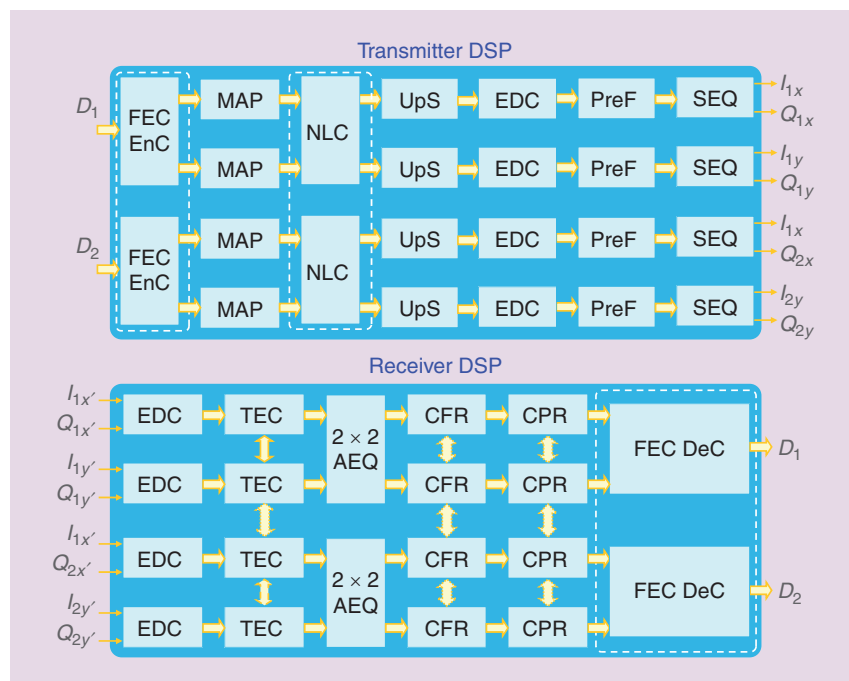 Transmitter DSP
D1
FEC EnC
MAP
NLC
UpS
EDC
PreF
SEQ
I1x
Q1x
MAP
UpS
EDC
PreF
SEQ
I1y
Q1y
D2
FEC EnC
MAP
NLC
UpS
EDC
PreF
SEQ
I1x
Q2x
MAP
UpS
EDC
PreF
SEQ
I2y
Q2y
Receiver DSP
I1x′
Q1x′
EDC
TEC
2 × 2
AEQ
CFR
CPR
FEC DeC
D1
I1y′
Q1y′
EDC
TEC
CFR
CPR
I1x′
Q2x′
EDC
TEC
2 × 2
AEQ
CFR
CPR
FEC DeC
D2
I2y′
Q2y′
EDC
TEC
CFR
CPR